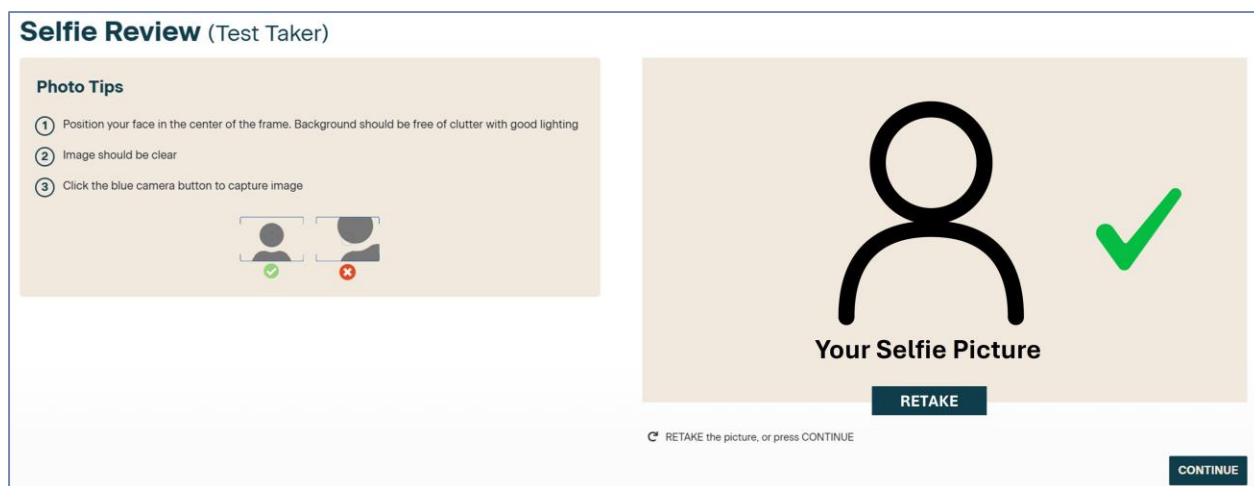 Selfie Review (Test Taker)
Photo Tips
1 Position your face in the center of the frame. Background should be free of clutter with good lighting
2 Image should be clear
3 Click the blue camera button to capture image
Your Selfie Picture
RETAKE
RETAKE the picture, or press CONTINUE
CONTINUE